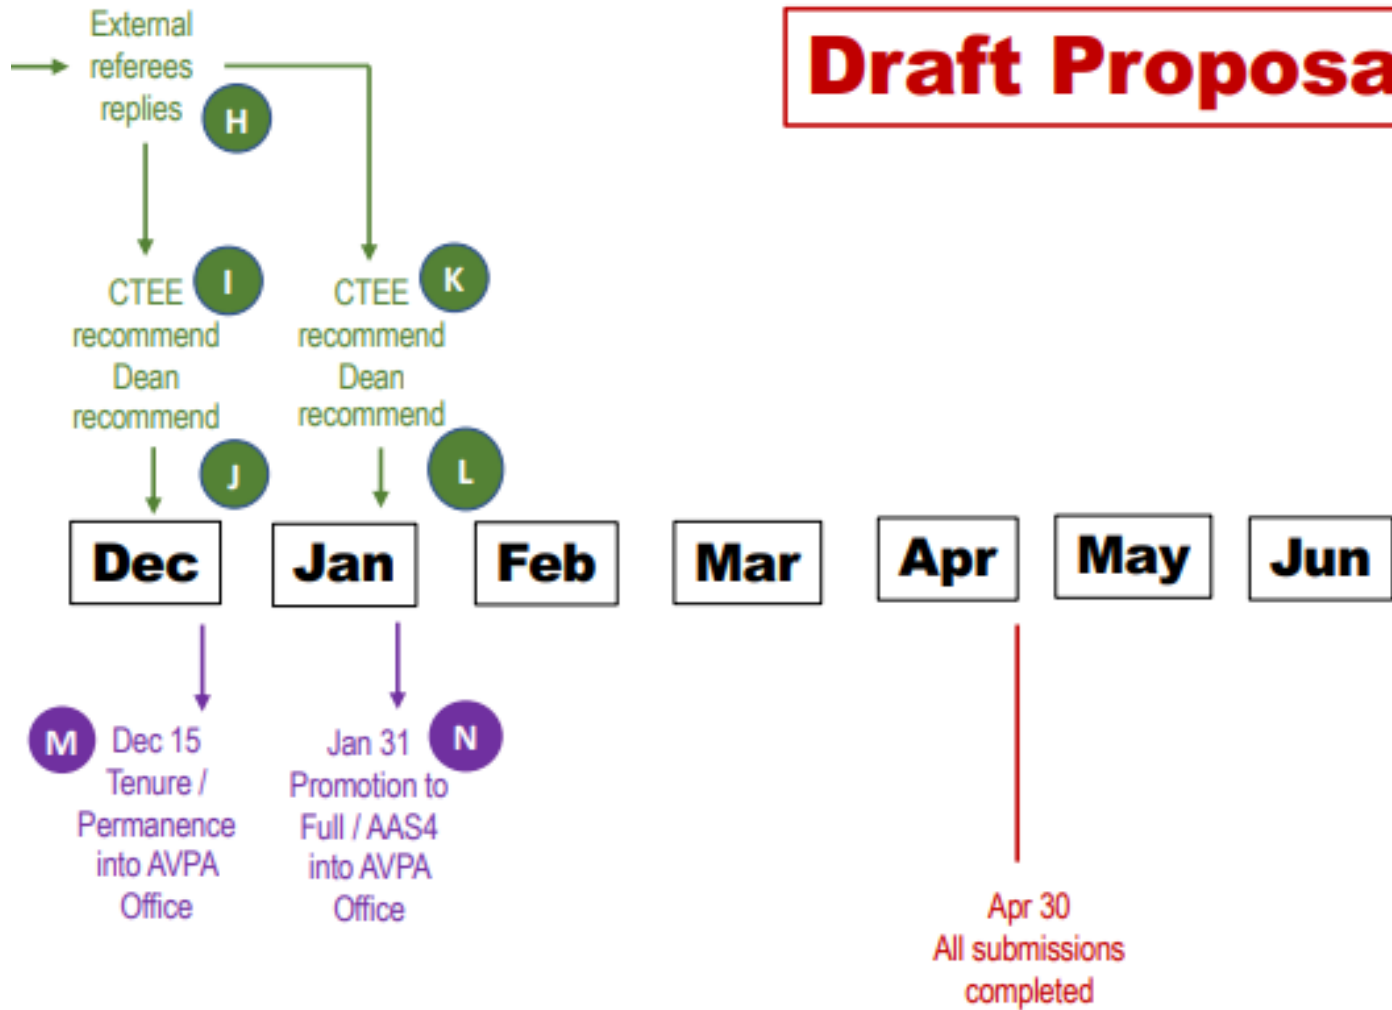 External
referees
replies
H
Draft Proposa
CTEE
I
recommend
Dean
recommend
J
CTEE
K
recommend
Dean
recommend
L
Dec
Jan
Feb
Mar
Apr
May
Jun
M
Dec 15
Tenure /
Permanence
into AVPA
Office
Jan 31
N
Promotion to
Full / AAS4
into AVPA
Office
Apr 30
All submissions
completed